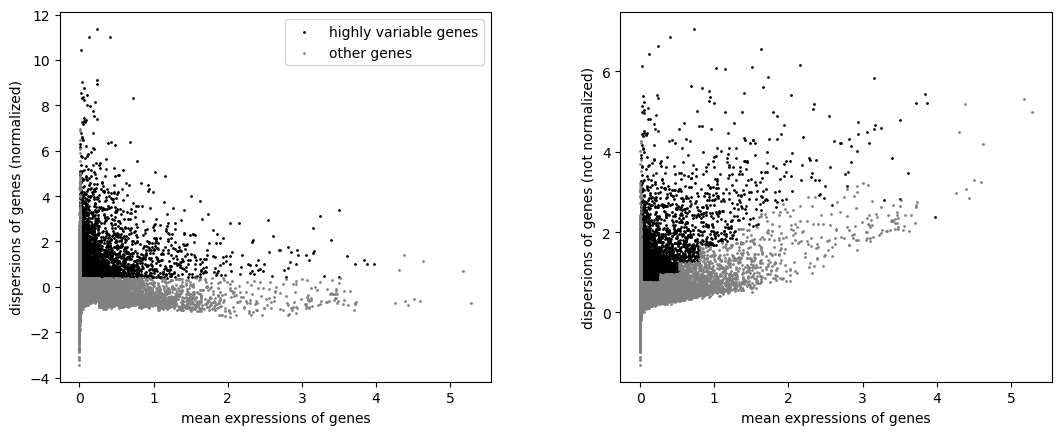 highly variable genes
other genes
dispersions of genes (normalized)
12
10
8
6
4
2
0
−2
−4
0 1 2 3 4 5
mean expressions of genes
dispersions of genes (not normalized)
6
4
2
0
0 1 2 3 4 5
mean expressions of genes